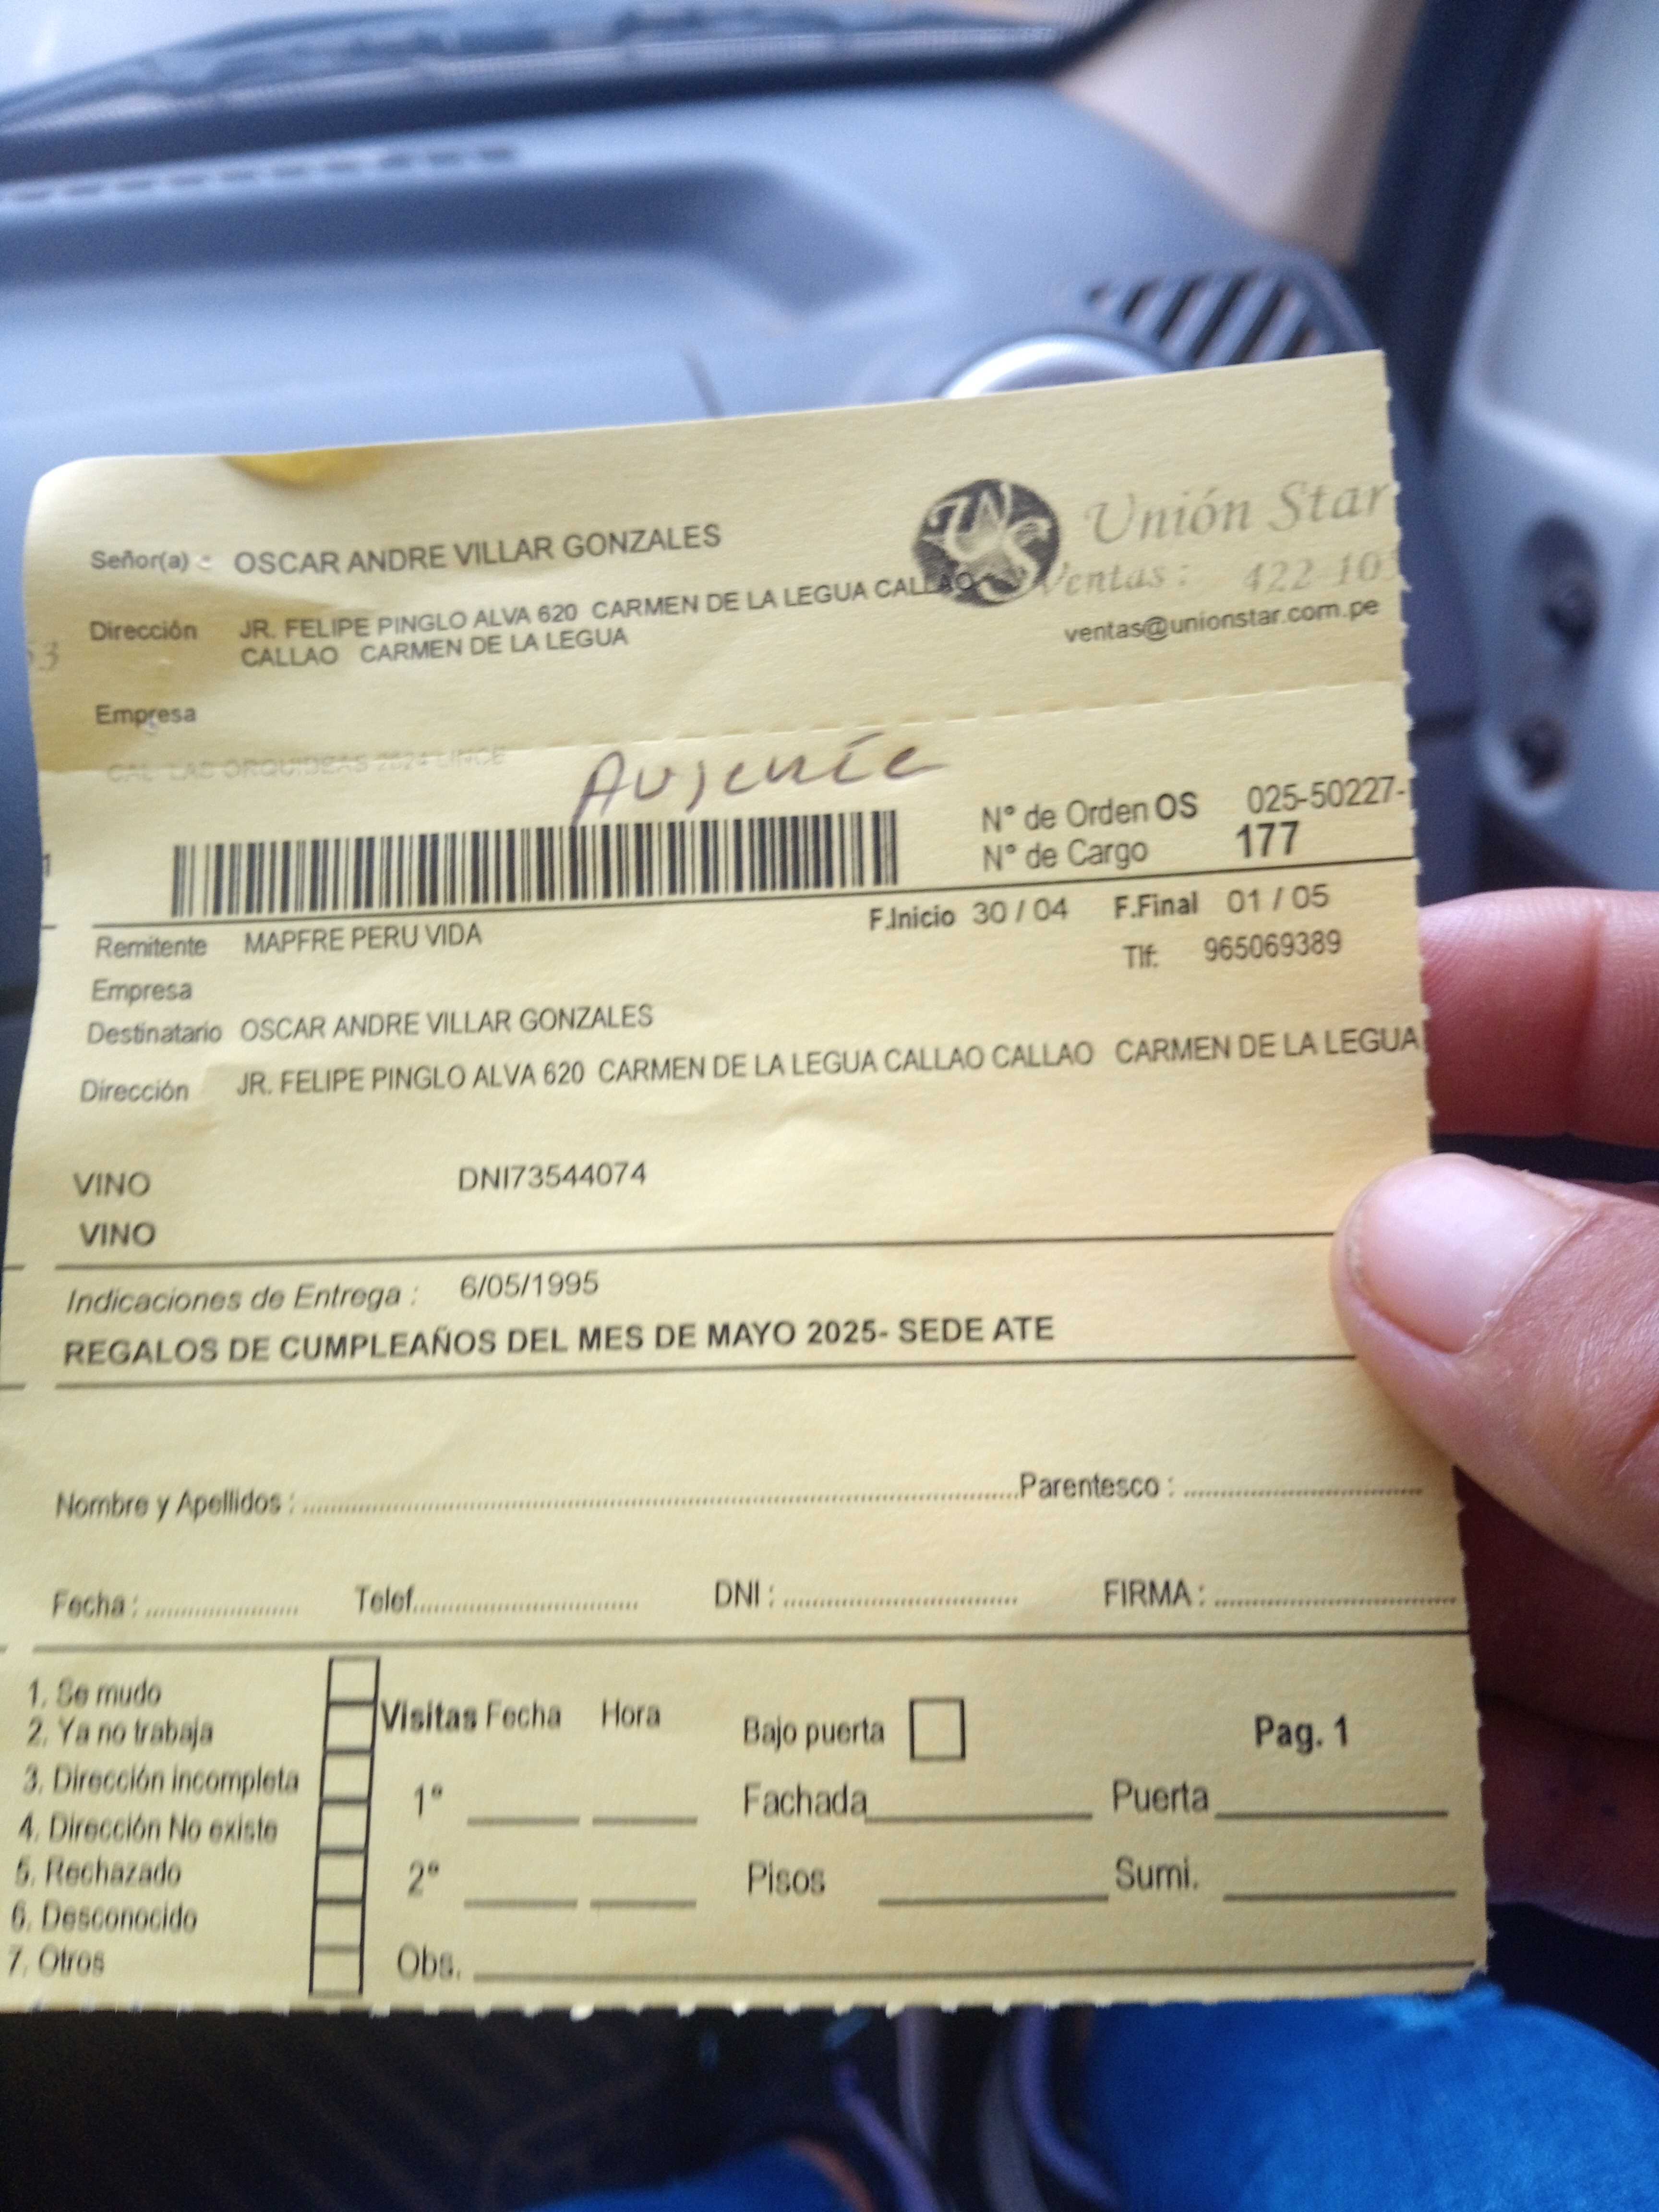 Unión Star
Señor(a) : OSCAR ANDRE VILLAR GONZALES
Ventas: 422 10
Dirección JR. FELIPE PINGLO ALVA 620 CARMEN DE LA LEGUA CALLAO
CALLAO CARMEN DE LA LEGUA
ventas@unionstar.com.pe
Empresa
CAL LAS ORQUIDEAS 2624 LINCE
Ausente
N° de Orden OS 025-50227-
N° de Cargo 177
F.Inicio 30 / 04 F.Final 01 / 05
Remitente MAPFRE PERU VIDA
Tlf: 965069389
Empresa
Destinatario OSCAR ANDRE VILLAR GONZALES
Dirección JR. FELIPE PINGLO ALVA 620 CARMEN DE LA LEGUA CALLAO CALLAO CARMEN DE LA LEGUA
VINO DNI73544074
VINO
Indicaciones de Entrega : 6/05/1995
REGALOS DE CUMPLEAÑOS DEL MES DE MAYO 2025- SEDE ATE
Nombre y Apellidos : Parentesco :
Fecha : Telef. DNI : FIRMA :
1. Se mudo
2. Ya no trabaja
3. Dirección incompleta
4. Dirección No existe
5. Rechazado
6. Desconocido
7. Otros
Visitas Fecha Hora
1°
2°
Obs.
Bajo puerta
Pag. 1
Fachada Puerta
Pisos Sumi.